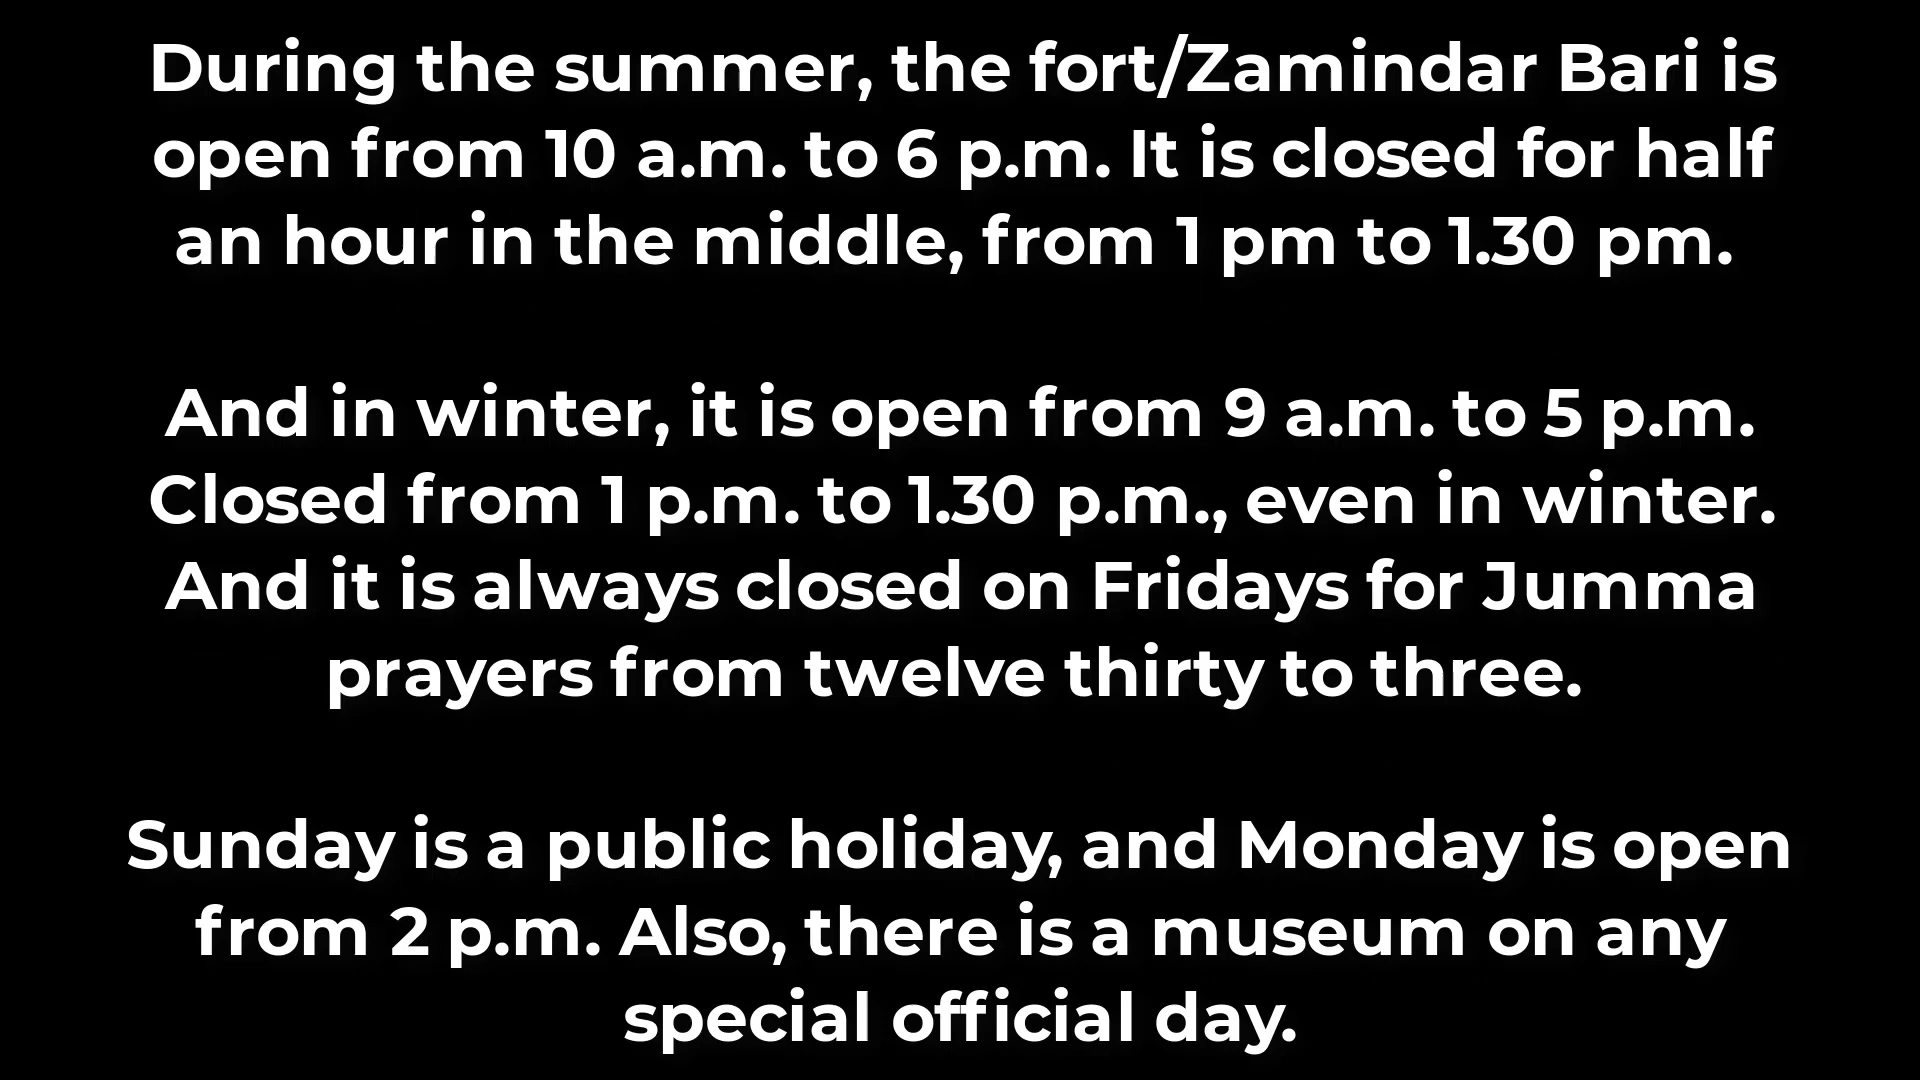 During the summer, the fort/Zamindar Bari is
open from 10 a.m. to 6 p.m. It is closed for half
an hour in the middle, from 1 pm to 1.30 pm.
And in winter, it is open from 9 a.m. to 5 p.m.
Closed from 1 p.m. to 1.30 p.m., even in winter.
And it is always closed on Fridays for Jumma
prayers from twelve thirty to three.
Sunday is a public holiday, and Monday is open
from 2 p.m. Also, there is a museum on any
special official day.